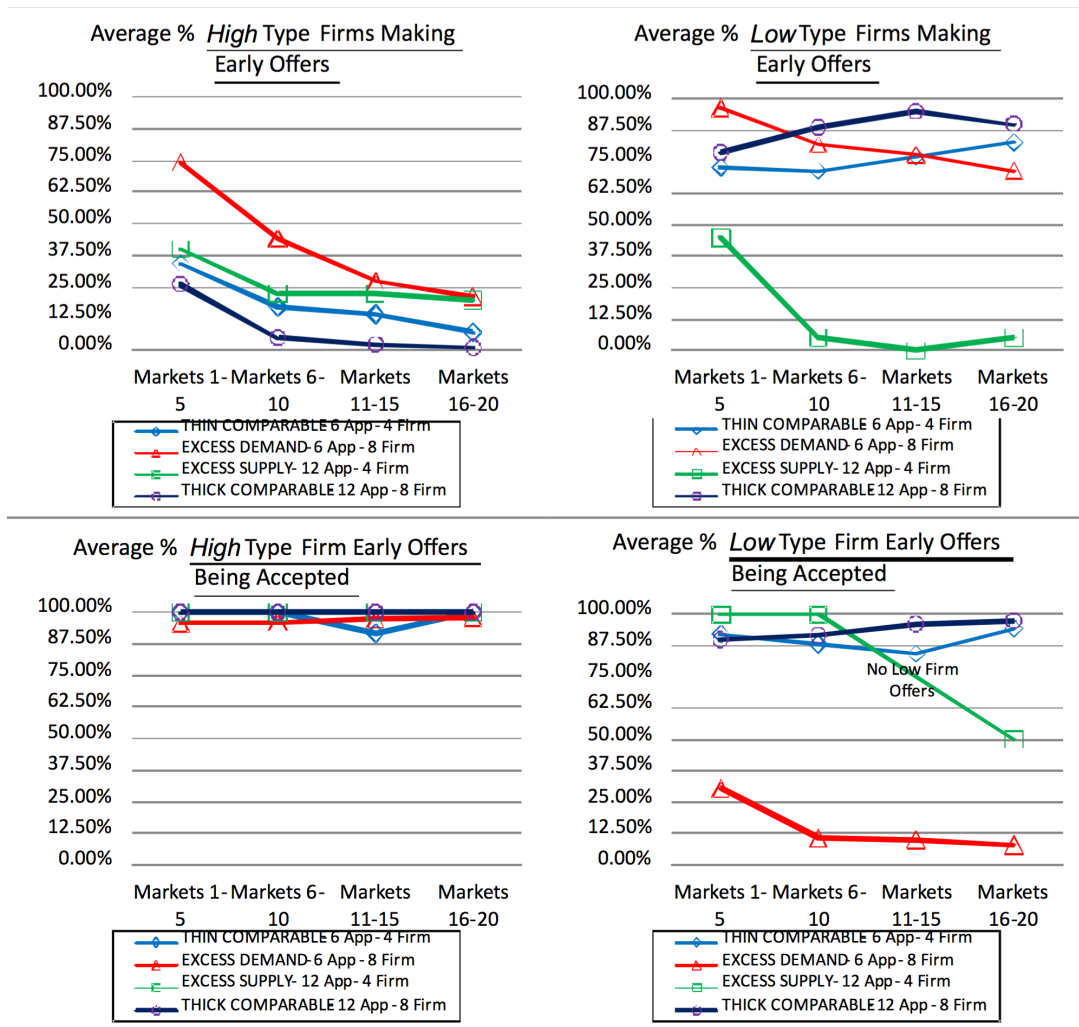 Average % High Type Firms Making
Early Offers
100.00%
87.50%
75.00%
62.50%
50.00%
37.50%
25.00%
12.50%
0.00%
Markets 1-5
Markets 6-10
Markets 11-15
Markets 16-20
THIN COMPARABLE 6 App - 4 Firm
EXCESS DEMAND- 6 App - 8 Firm
EXCESS SUPPLY- 12 App - 4 Firm
THICK COMPARABLE 12 App - 8 Firm
Average % Low Type Firms Making
Early Offers
100.00%
87.50%
75.00%
62.50%
50.00%
37.50%
25.00%
12.50%
0.00%
Markets 1-5
Markets 6-10
Markets 11-15
Markets 16-20
THIN COMPARABLE 6 App - 4 Firm
EXCESS DEMAND- 6 App - 8 Firm
EXCESS SUPPLY- 12 App - 4 Firm
THICK COMPARABLE 12 App - 8 Firm
Average % High Type Firm Early Offers
Being Accepted
100.00%
87.50%
75.00%
62.50%
50.00%
37.50%
25.00%
12.50%
0.00%
Markets 1-5
Markets 6-10
Markets 11-15
Markets 16-20
THIN COMPARABLE 6 App - 4 Firm
EXCESS DEMAND- 6 App - 8 Firm
EXCESS SUPPLY- 12 App - 4 Firm
THICK COMPARABLE 12 App - 8 Firm
Average % Low Type Firm Early Offers
Being Accepted
100.00%
87.50%
75.00%
62.50%
50.00%
37.50%
25.00%
12.50%
0.00%
No Low Firm
Offers
Markets 1-5
Markets 6-10
Markets 11-15
Markets 16-20
THIN COMPARABLE 6 App - 4 Firm
EXCESS DEMAND- 6 App - 8 Firm
EXCESS SUPPLY- 12 App - 4 Firm
THICK COMPARABLE 12 App - 8 Firm